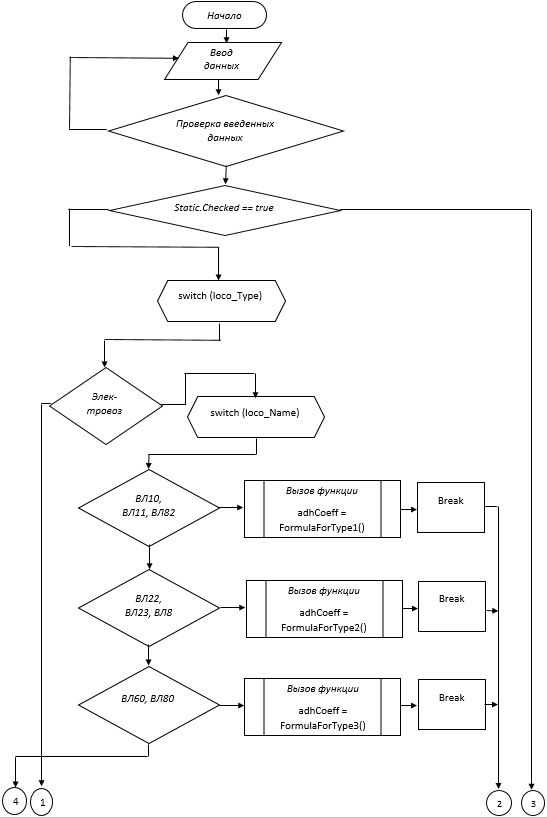 Начало
Ввод
данных
Проверка введенных
данных
Static.Checked == true
switch (loco_Type)
Элек-
тровоз
switch (loco_Name)
ВЛ10,
ВЛ11, ВЛ82
Вызов функции
adhCoeff =
FormulaForType1()
Break
ВЛ22,
ВЛ23, ВЛ8
Вызов функции
adhCoeff =
FormulaForType2()
Break
ВЛ60, ВЛ80
Вызов функции
adhCoeff =
FormulaForType3()
Break
4
1
2
3